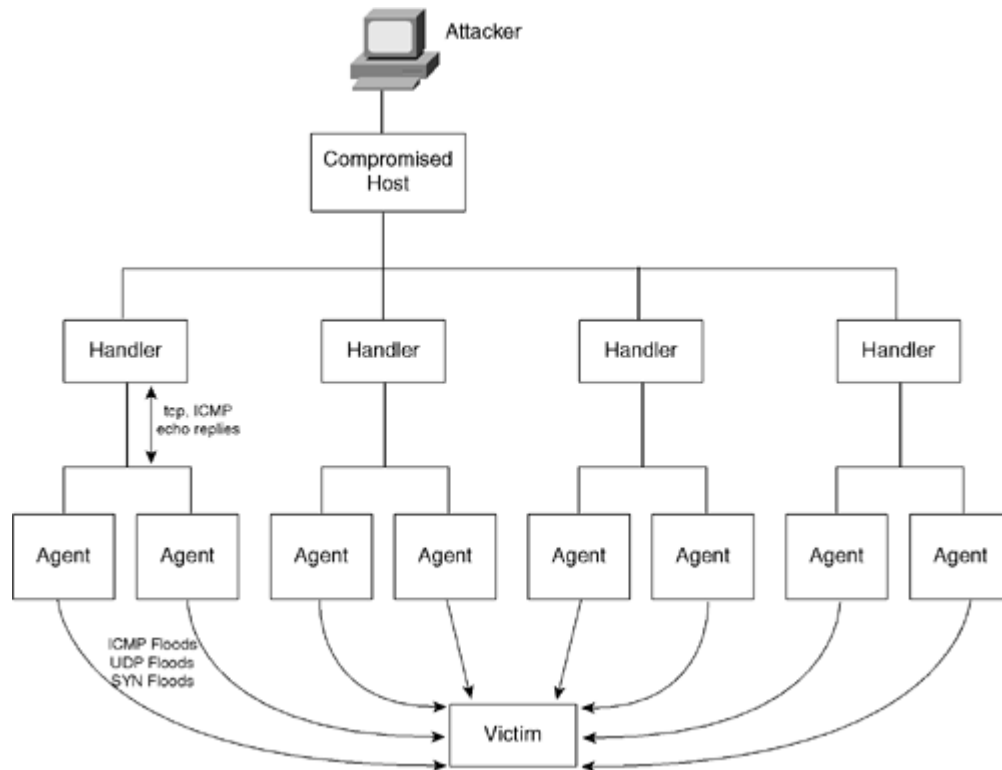 Attacker
Compromised
Host
Handler
Handler
Handler
Handler
tcp, ICMP
echo replies
Agent
Agent
Agent
Agent
Agent
Agent
Agent
Agent
ICMP Floods
UDP Floods
SYN Floods
Victim